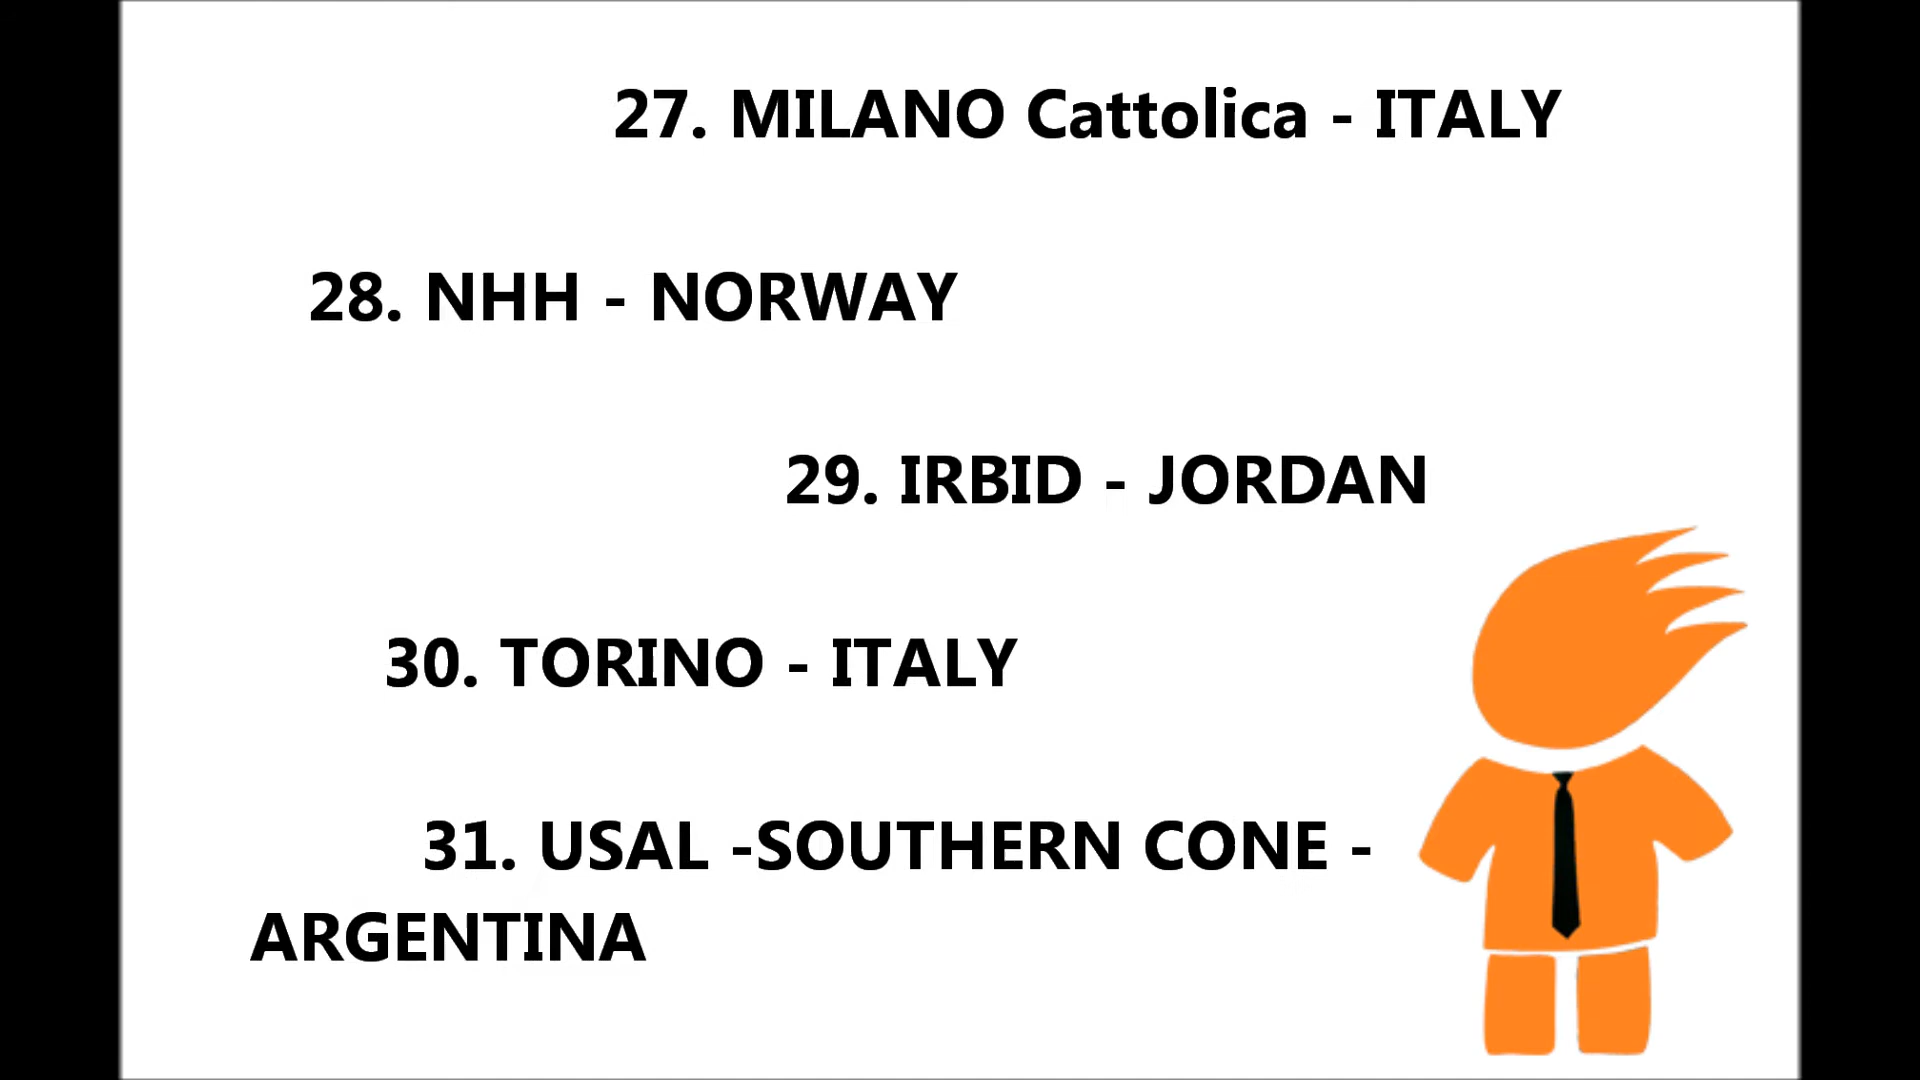 27. MILANO Cattolica - ITALY
28. NHH - NORWAY
29. IRBID - JORDAN
30. TORINO - ITALY
31. USAL -SOUTHERN CONE -
ARGENTINA